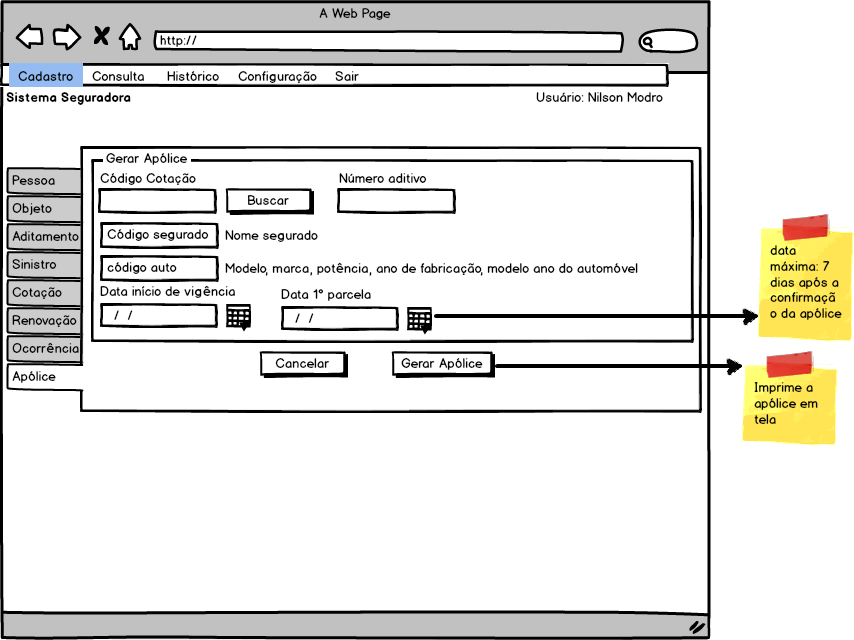 A Web Page
http://
Cadastro Consulta Histórico Configuração Sair
Sistema Seguradora Usuário: Nilson Modro
Gerar Apólice
Código Cotação Número aditivo
Buscar
Código segurado Nome segurado
código auto Modelo, marca, potência, ano de fabricação, modelo ano do automóvel
Data início de vigência Data 1º parcela
/ / / /
Cancelar Gerar Apólice
Pessoa
Objeto
Aditamento
Sinistro
Cotação
Renovação
Ocorrência
Apólice
data
máxima: 7
dias após a
confirmaçã
o da apólice
Imprime a
apólice em
tela